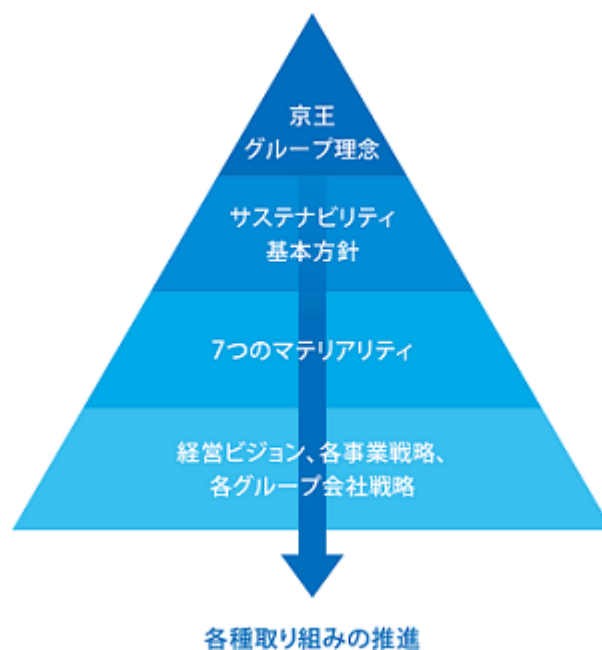 京王
グループ理念
サステナビリティ
基本方針
7つのマテリアリティ
経営ビジョン、各事業戦略、
各グループ会社戦略
各種取り組みの推進